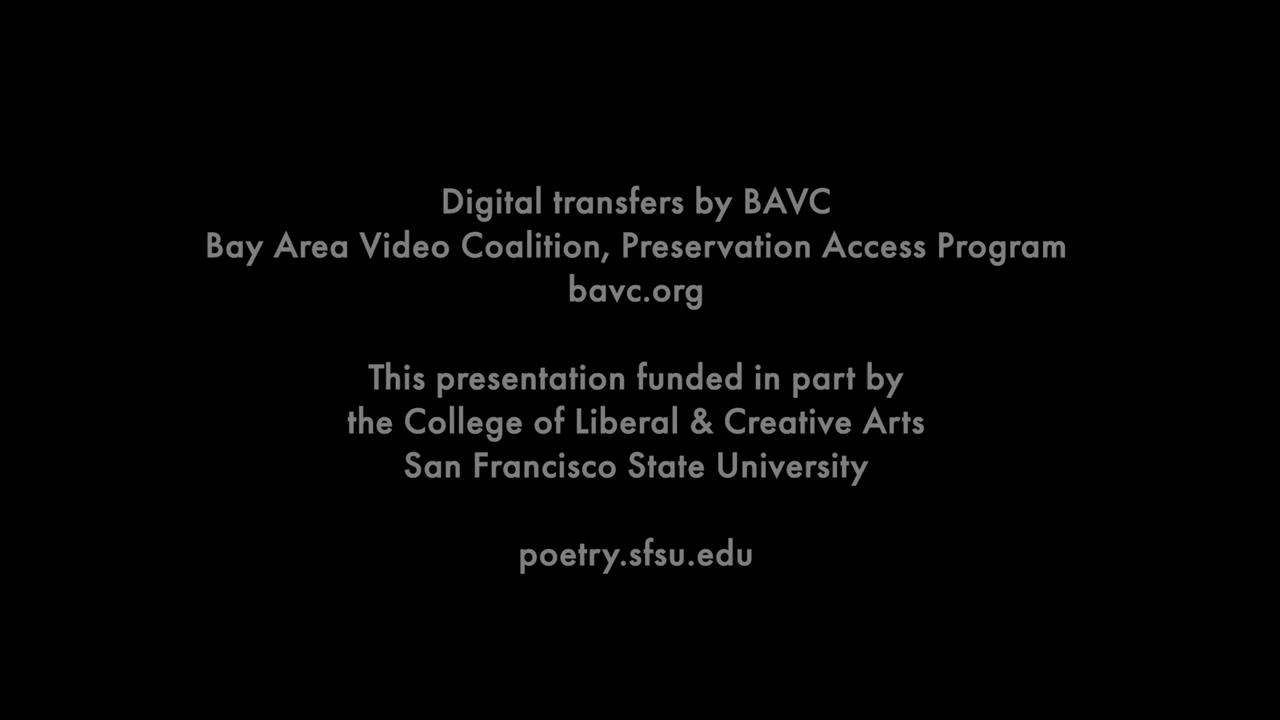 Digital transfers by BAVC
Bay Area Video Coalition, Preservation Access Program
bavc.org
This presentation funded in part by
the College of Liberal & Creative Arts
San Francisco State University
poetry.sfsu.edu